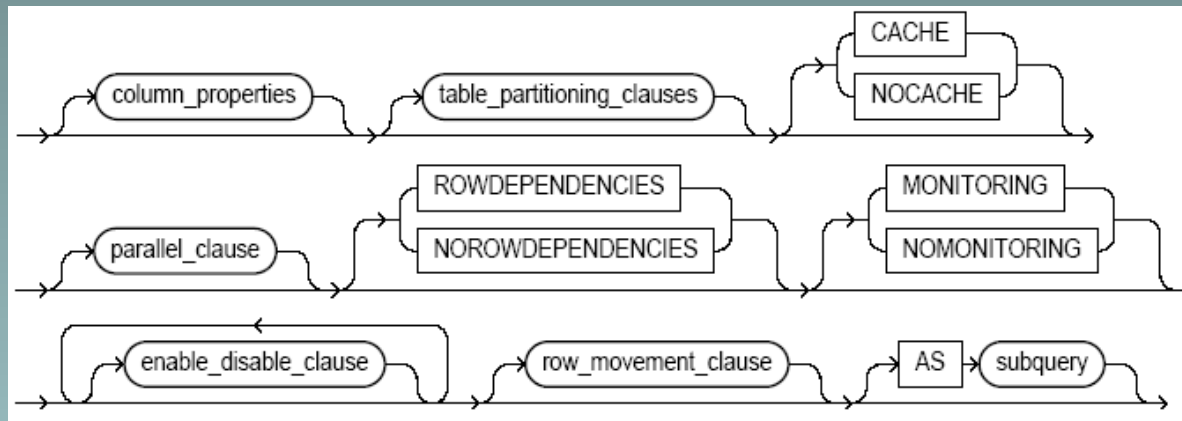 CACHE
column_properties table_partitioning_clauses NOCACHE
ROWDEPENDENCIES MONITORING
parallel_clause NOROWDEPENDENCIES NOMONITORING
enable_disable_clause row_movement_clause AS subquery